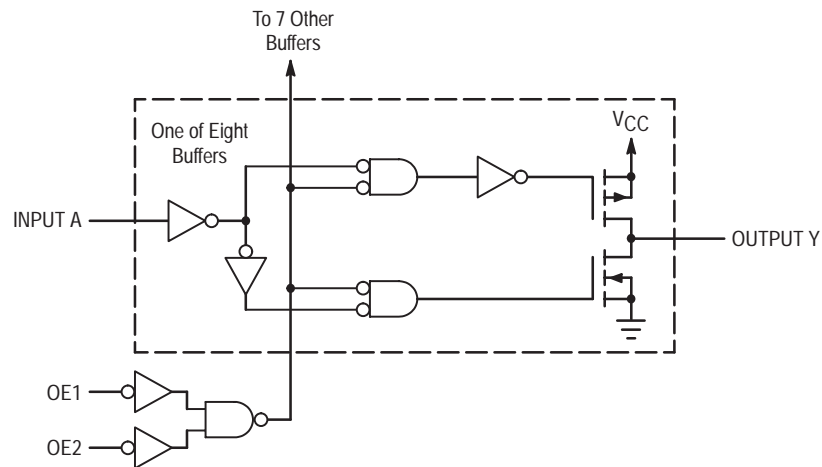 To 7 Other
Buffers
One of Eight
Buffers
VCC
INPUT A
OUTPUT Y
OE1
OE2